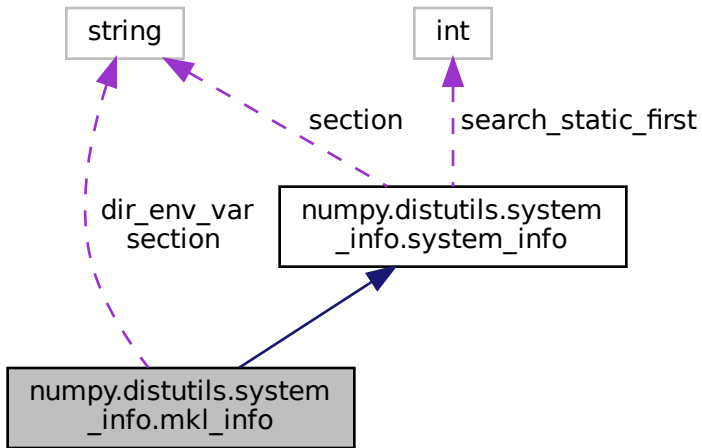 string
int
section
search_static_first
dir_env_var
section
numpy.distutils.system
_info.system_info
numpy.distutils.system
_info.mkl_info